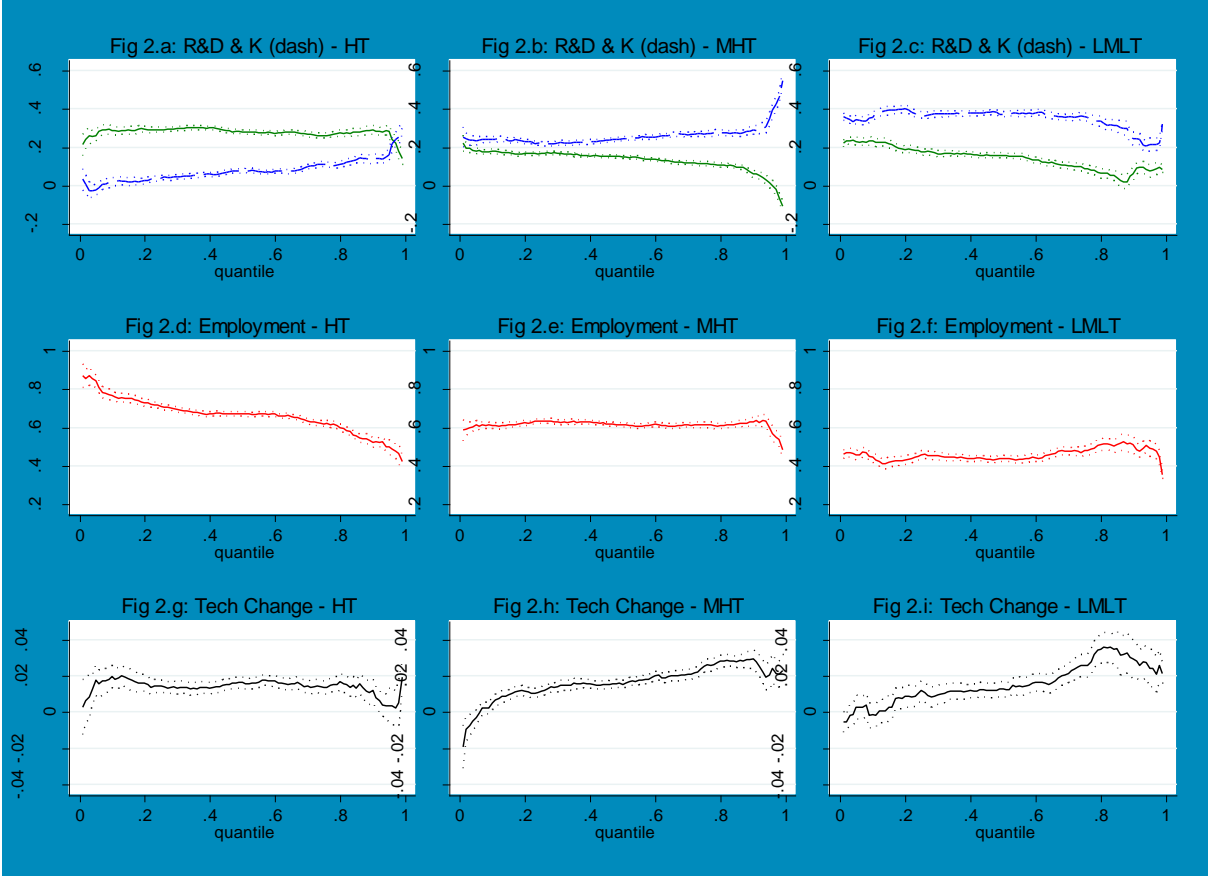 Fig 2.a: R&D & K (dash) - HT
Fig 2.b: R&D & K (dash) - MHT
Fig 2.c: R&D & K (dash) - LMLT
.6
.4
.2
0
-.2
.6
.4
.2
0
-.2
.6
.4
.2
0
-.2
0 .2 .4 .6 .8 1
0 .2 .4 .6 .8 1
0 .2 .4 .6 .8 1
quantile
quantile
quantile
Fig 2.d: Employment - HT
Fig 2.e: Employment - MHT
Fig 2.f: Employment - LMLT
1
.8
.6
.4
.2
1
.8
.6
.4
.2
1
.8
.6
.4
.2
0 .2 .4 .6 .8 1
0 .2 .4 .6 .8 1
0 .2 .4 .6 .8 1
quantile
quantile
quantile
Fig 2.g: Tech Change - HT
Fig 2.h: Tech Change - MHT
Fig 2.i: Tech Change - LMLT
.04
.02
0
-.02
-.04
.04
.02
0
-.02
-.04
.04
.02
0
-.02
-.04
0 .2 .4 .6 .8 1
0 .2 .4 .6 .8 1
0 .2 .4 .6 .8 1
quantile
quantile
quantile